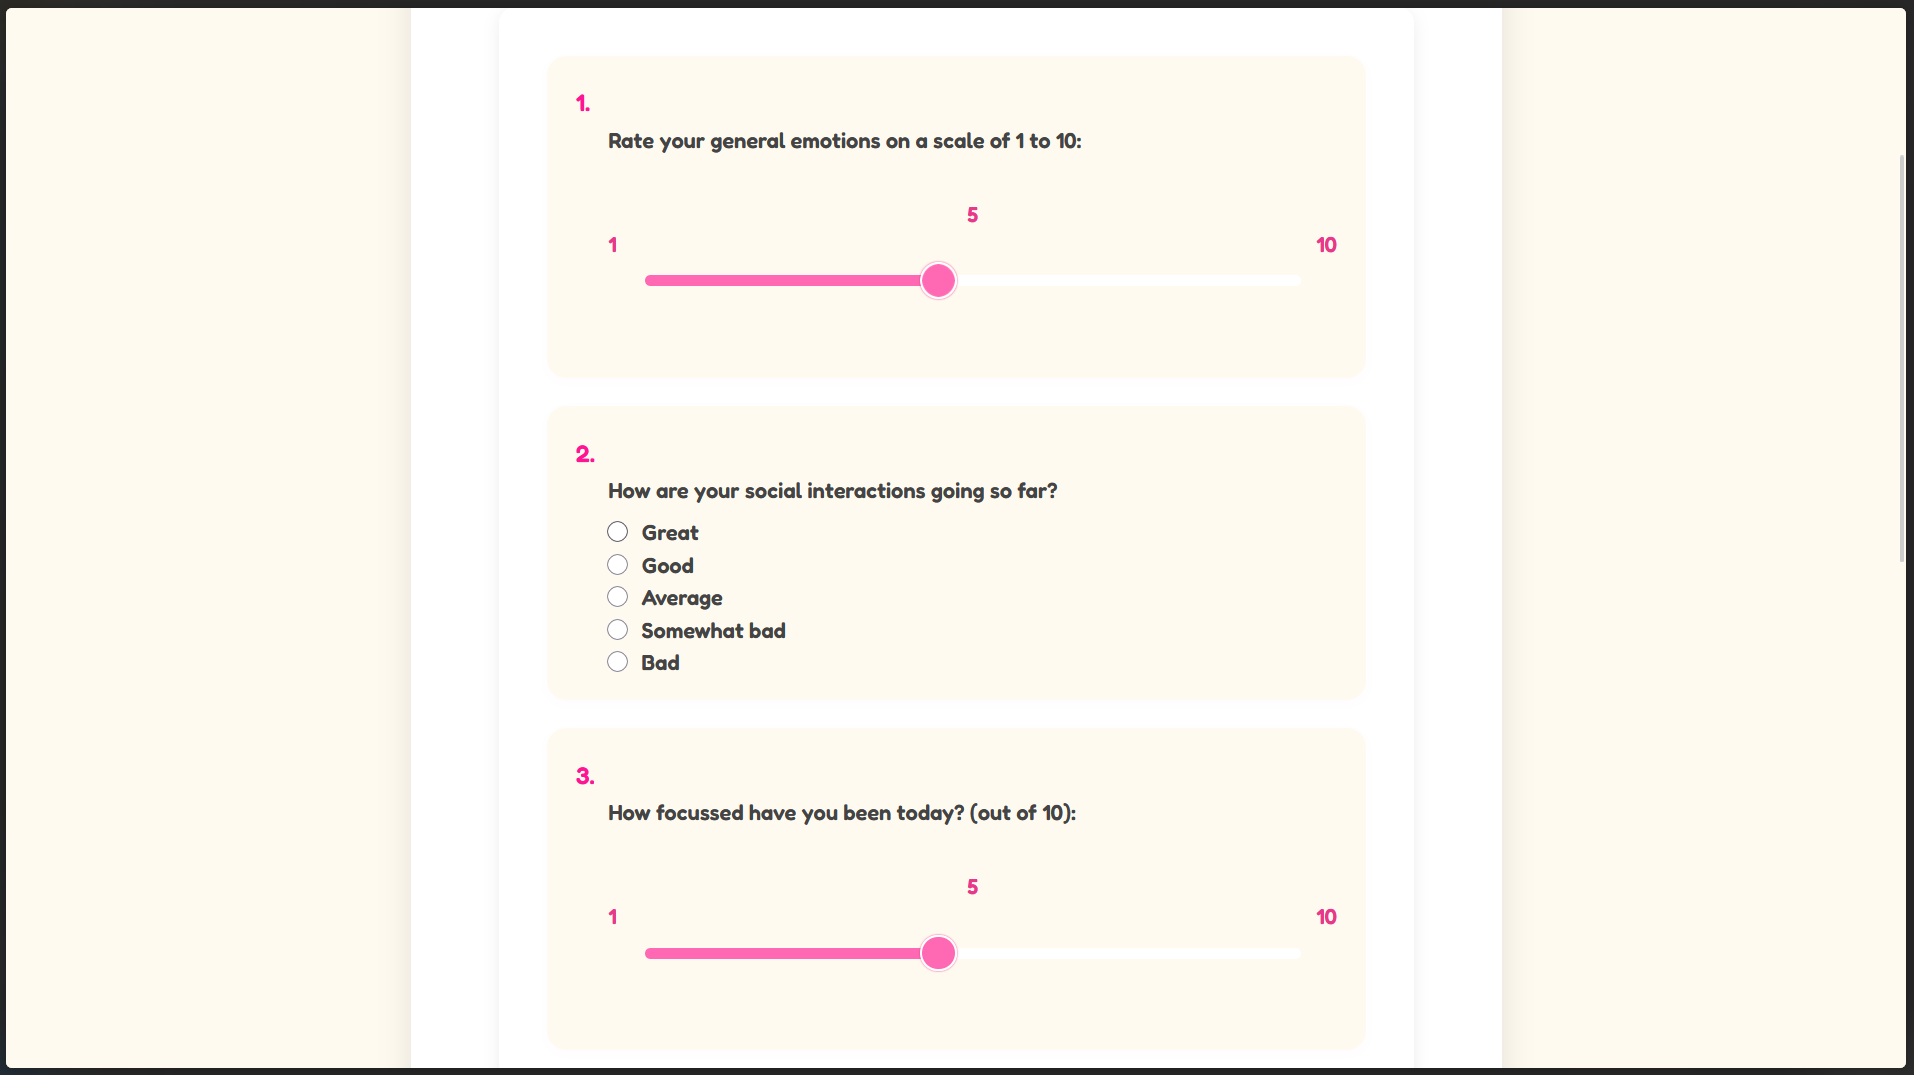 1.
Rate your general emotions on a scale of 1 to 10:
5
1
10
2.
How are your social interactions going so far?
Great
Good
Average
Somewhat bad
Bad
3.
How focussed have you been today? (out of 10):
5
1
10